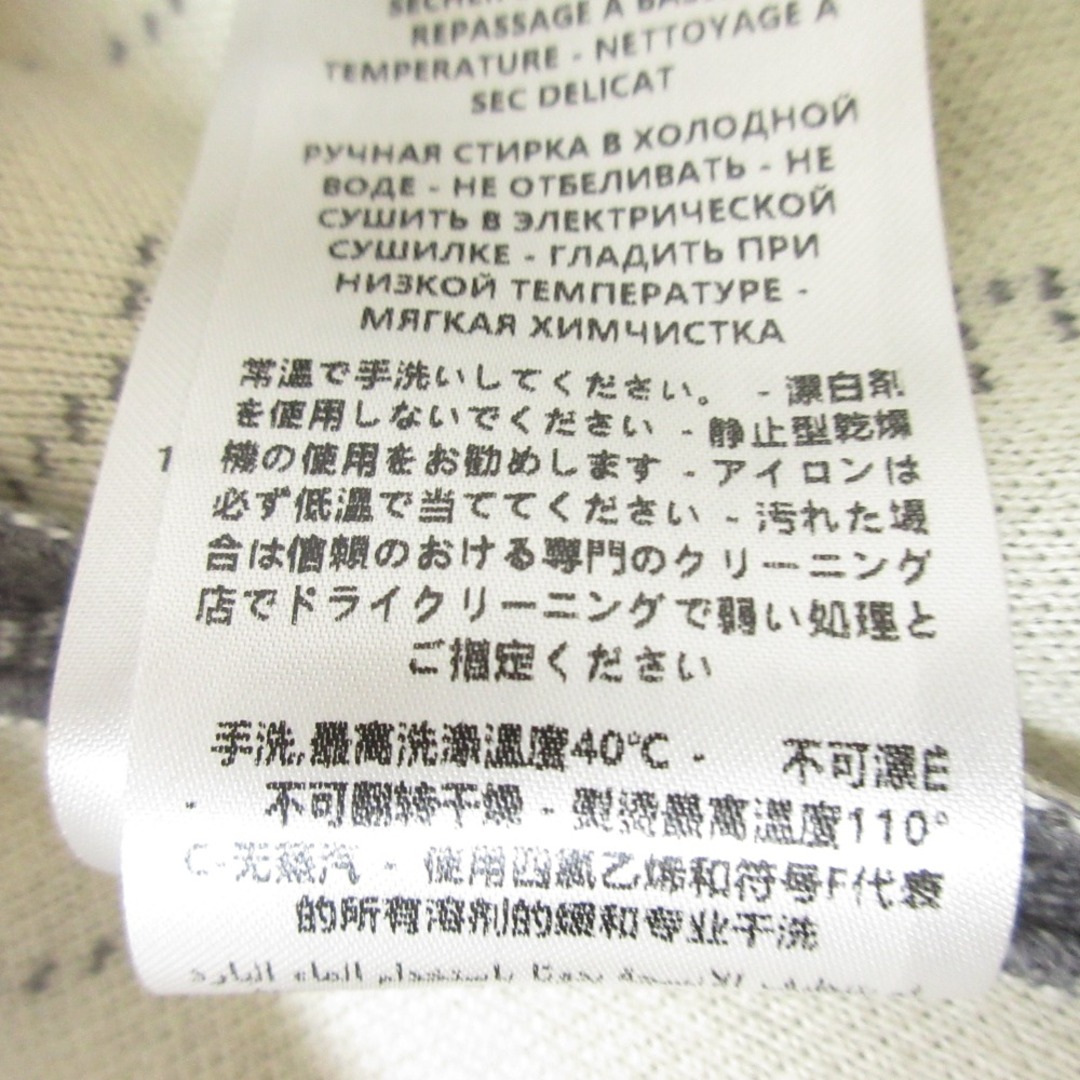 REPASSAGE A
TEMPERATURE - NETTOYAGE A
SEC DELICAT
РУЧНАЯ СТИРКА В ХОЛОДНОЙ
ВОДЕ - НЕ ОТБЕЛИВАТЬ - НЕ
СУШИТЬ В ЭЛЕКТРИЧЕСКОЙ
СУШИЛКЕ - ГЛАДИТЬ ПРИ
НИЗКОЙ ТЕМПЕРАТУРЕ -
МЯГКАЯ ХИМЧИСТКА
常温で手洗いしてください。 - 漂白剤
を使用しないでください - 静止型乾燥
1 機の使用をお勧めします - アイロンは
必ず低温で当ててください - 汚れた場
合は信頼のおける専門のクリーニング
店でドライクリーニングで弱い処理と
ご指定ください
手洗,最高洗涤温度40°C - 不可漂白
- 不可翻转干燥 - 熨烫最高温度110°
C-无蒸汽 - 使用四氯乙烯和符号F代表
的所有溶剂的缓和专业干洗